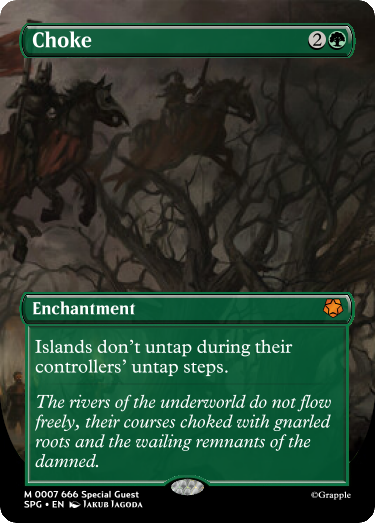 Choke 2
Enchantment
Islands don't untap during their
controllers' untap steps.
The rivers of the underworld do not flow
freely, their courses choked with gnarled
roots and the wailing remnants of the
damned.
M 0007 666 Special Guest
SPG • EN Jakub Jagoda
©Grapple